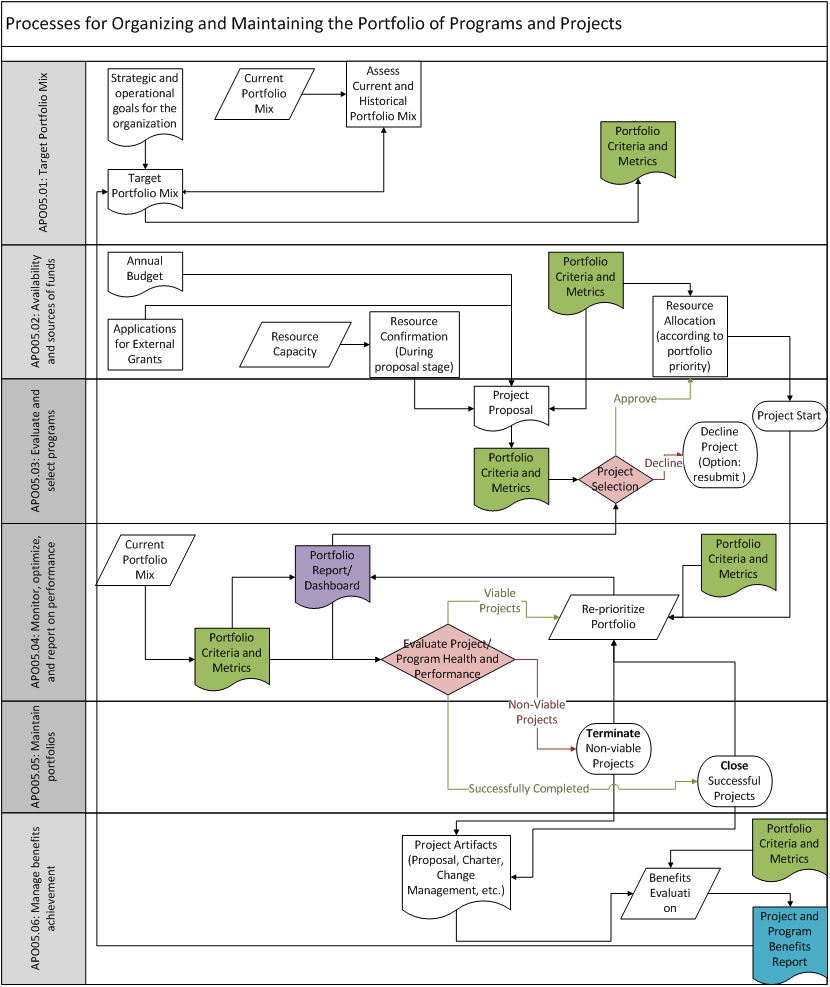 Processes for Organizing and Maintaining the Portfolio of Programs and Projects
APO05.01: Target Portfolio Mix
Strategic and
operational
goals for the
organization
Current
Portfolio
Mix
Assess
Current and
Historical
Portfolio Mix
Portfolio
Criteria and
Metrics
Target
Portfolio Mix
APO05.02: Availability
and sources of funds
Annual
Budget
Portfolio
Criteria and
Metrics
Applications
for External
Grants
Resource
Capacity
Resource
Confirmation
(During
proposal stage)
Resource
Allocation
(according to
portfolio
priority)
APO05.03: Evaluate and
select programs
Project
Proposal
Approve
Project Start
Portfolio
Criteria and
Metrics
Project
Selection
Decline
Decline
Project
(Option:
resubmit )
APO05.04: Monitor, optimize,
and report on performance
Current
Portfolio
Mix
Portfolio
Report/
Dashboard
Portfolio
Criteria and
Metrics
Viable
Projects
Re-prioritize
Portfolio
Portfolio
Criteria and
Metrics
Evaluate Project/
Program Health and
Performance
Non-Viable
Projects
APO05.05: Maintain
portfolios
Terminate
Non-viable
Projects
Successfully Completed
Close
Successful
Projects
APO05.06: Manage benefits
achievement
Project Artifacts
(Proposal, Charter,
Change
Management, etc.)
Portfolio
Criteria and
Metrics
Benefits
Evaluati
on
Project and
Program
Benefits
Report